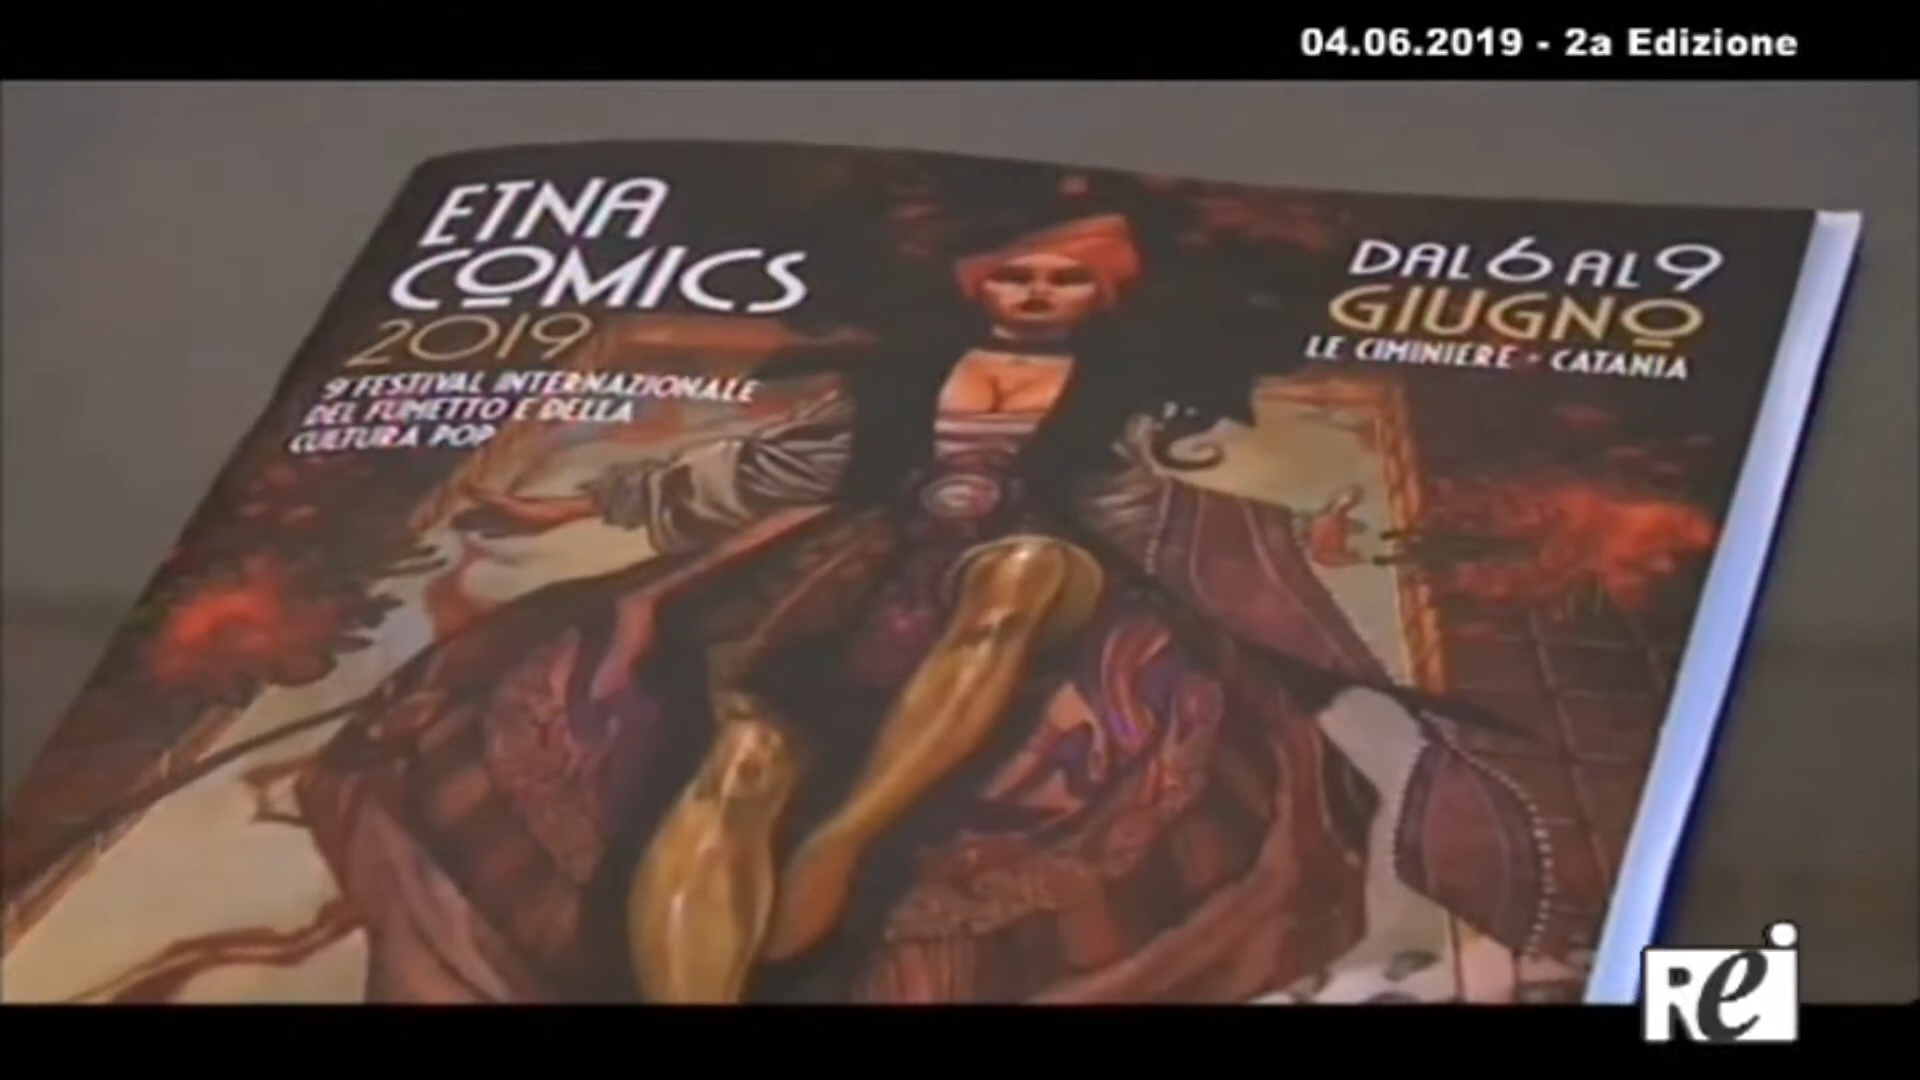 04.06.2019 - 2a Edizione
ETNA
COMICS
2019
9° FESTIVAL INTERNAZIONALE
DEL FUMETTO E DELLA
CULTURA POP
DAL 6 AL 9
GIUGNO
LE CIMINIERE - CATANIA
Rei